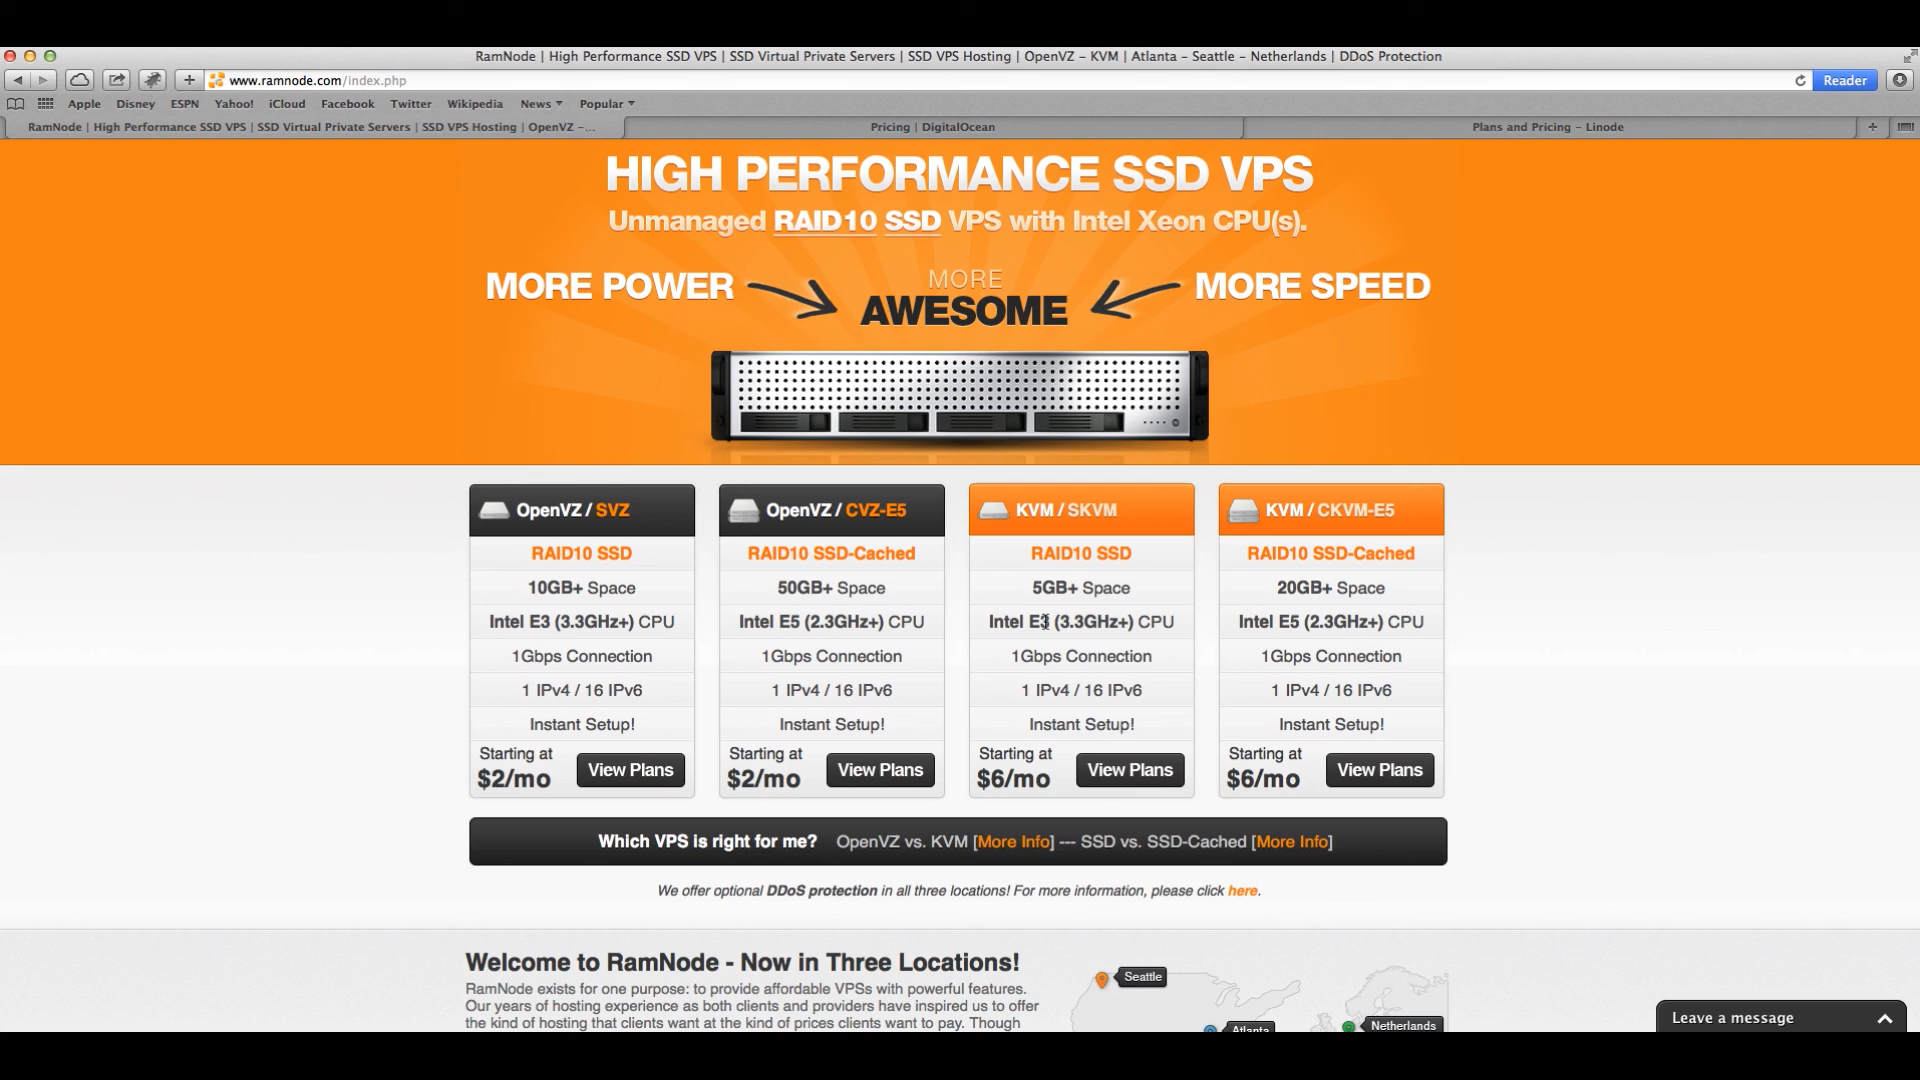 RamNode | High Performance SSD VPS | SSD Virtual Private Servers | SSD VPS Hosting | OpenVZ – KVM | Atlanta – Seattle – Netherlands | DDoS Protection
www.ramnode.com/index.php
Reader
Apple Disney ESPN Yahoo! iCloud Facebook Twitter Wikipedia News Popular
RamNode | High Performance SSD VPS | SSD Virtual Private Servers | SSD VPS Hosting | OpenVZ –...
Pricing | DigitalOcean
Plans and Pricing – Linode
HIGH PERFORMANCE SSD VPS
Unmanaged RAID10 SSD VPS with Intel Xeon CPU(s).
MORE POWER
MORE
AWESOME
MORE SPEED
OpenVZ / SVZ
RAID10 SSD
10GB+ Space
Intel E3 (3.3GHz+) CPU
1Gbps Connection
1 IPv4 / 16 IPv6
Instant Setup!
Starting at
$2/mo
View Plans
OpenVZ / CVZ-E5
RAID10 SSD-Cached
50GB+ Space
Intel E5 (2.3GHz+) CPU
1Gbps Connection
1 IPv4 / 16 IPv6
Instant Setup!
Starting at
$2/mo
View Plans
KVM / SKVM
RAID10 SSD
5GB+ Space
Intel E3 (3.3GHz+) CPU
1Gbps Connection
1 IPv4 / 16 IPv6
Instant Setup!
Starting at
$6/mo
View Plans
KVM / CKVM-E5
RAID10 SSD-Cached
20GB+ Space
Intel E5 (2.3GHz+) CPU
1Gbps Connection
1 IPv4 / 16 IPv6
Instant Setup!
Starting at
$6/mo
View Plans
Which VPS is right for me? OpenVZ vs. KVM [More Info] --- SSD vs. SSD-Cached [More Info]
We offer optional DDoS protection in all three locations! For more information, please click here.
Welcome to RamNode - Now in Three Locations!
RamNode exists for one purpose: to provide affordable VPSs with powerful features.
Our years of hosting experience as both clients and providers have inspired us to offer
the kind of hosting that clients want at the kind of prices clients want to pay. Though
Seattle
Atlanta
Netherlands
Leave a message